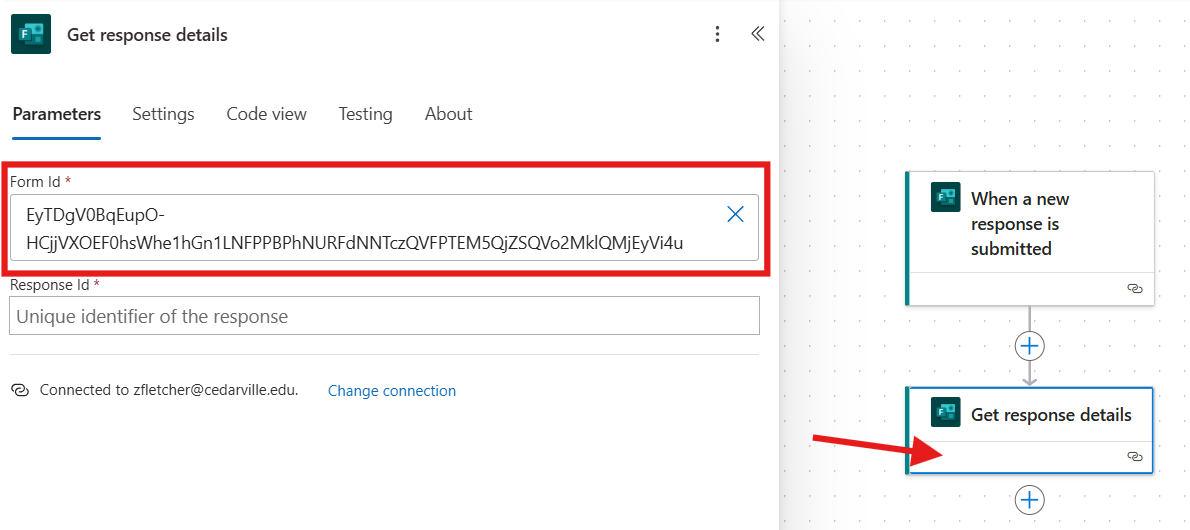 Get response details
Parameters Settings Code view Testing About
Form Id *
EyTDgV0BqEupO-
HCjjVXOEF0hsWhe1hGn1LNFPPBPhNURFdNNTczQVFPTEM5QjZSQVo2MklQMjEyVi4u
Response Id *
Unique identifier of the response
Connected to zfletcher@cedarville.edu. Change connection
When a new
response is
submitted
Get response details